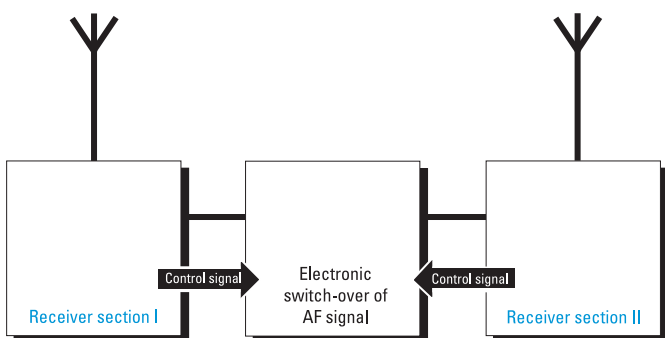 Control signal
Electronic
switch-over of
AF signal
Control signal
Receiver section I
Receiver section II